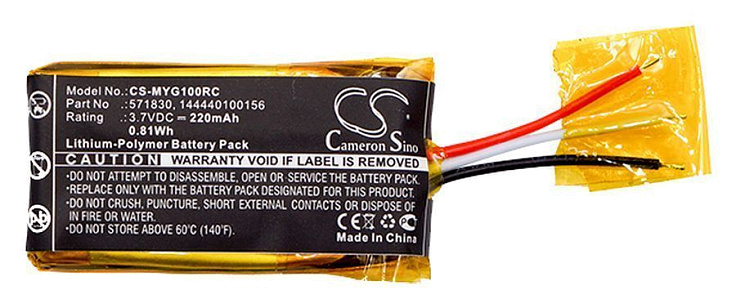 Model No.: CS-MYG100RC
Part No : 571830, 144440100156
Rating : 3.7VDC ⎓ 220mAh
0.81Wh
Lithium-Polymer Battery Pack
CS
Cameron Sino
CAUTION WARRANTY VOID IF LABEL IS REMOVED
•DO NOT ATTEMPT TO DISASSEMBLE, OPEN OR SERVICE THE BATTERY PACK.
•REPLACE ONLY WITH THE BATTERY PACK DESIGNATED FOR THIS PRODUCT.
•DO NOT CRUSH, PUNCTURE, SHORT EXTERNAL CONTACTS OR DISPOSE OF
IN FIRE OR WATER.
•DO NOT STORE ABOVE 60℃ (140℉).
CE
Made In China